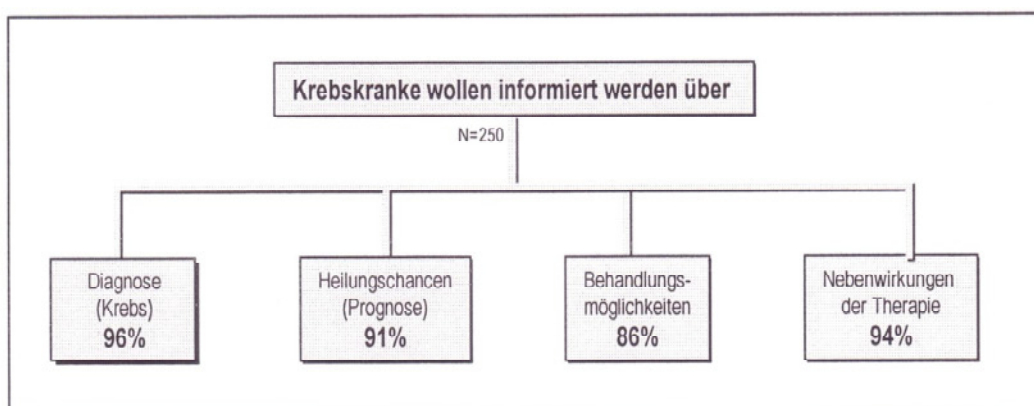 Krebskranke wollen informiert werden über
N=250
Diagnose
(Krebs)
96%
Heilungschancen
(Prognose)
91%
Behandlungs-
möglichkeiten
86%
Nebenwirkungen
der Therapie
94%